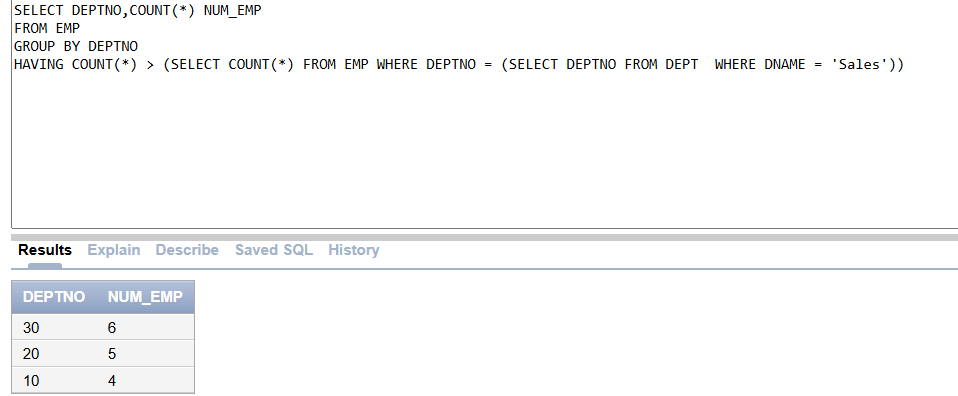 SELECT DEPTNO,COUNT(*) NUM_EMP
FROM EMP
GROUP BY DEPTNO
HAVING COUNT(*) > (SELECT COUNT(*) FROM EMP WHERE DEPTNO = (SELECT DEPTNO FROM DEPT  WHERE DNAME = 'Sales'))
Results Explain Describe Saved SQL History
DEPTNO NUM_EMP
30 6
20 5
10 4